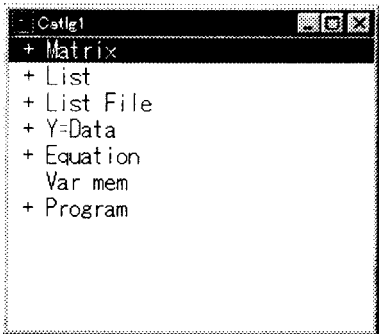 Catlg1
+ Matrix
+ List
+ List File
+ Y=Data
+ Equation
Var mem
+ Program